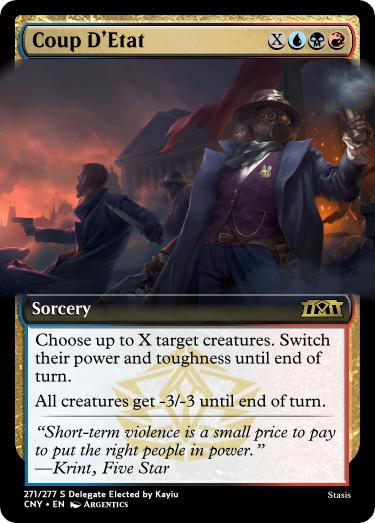 Coup D'Etat X
Sorcery
Choose up to X target creatures. Switch
their power and toughness until end of
turn.
All creatures get -3/-3 until end of turn.
“Short-term violence is a small price to pay
to put the right people in power.”
—Krint, Five Star
271/277 S Delegate Elected by Kayiu Stasis
CNY • EN Argentics